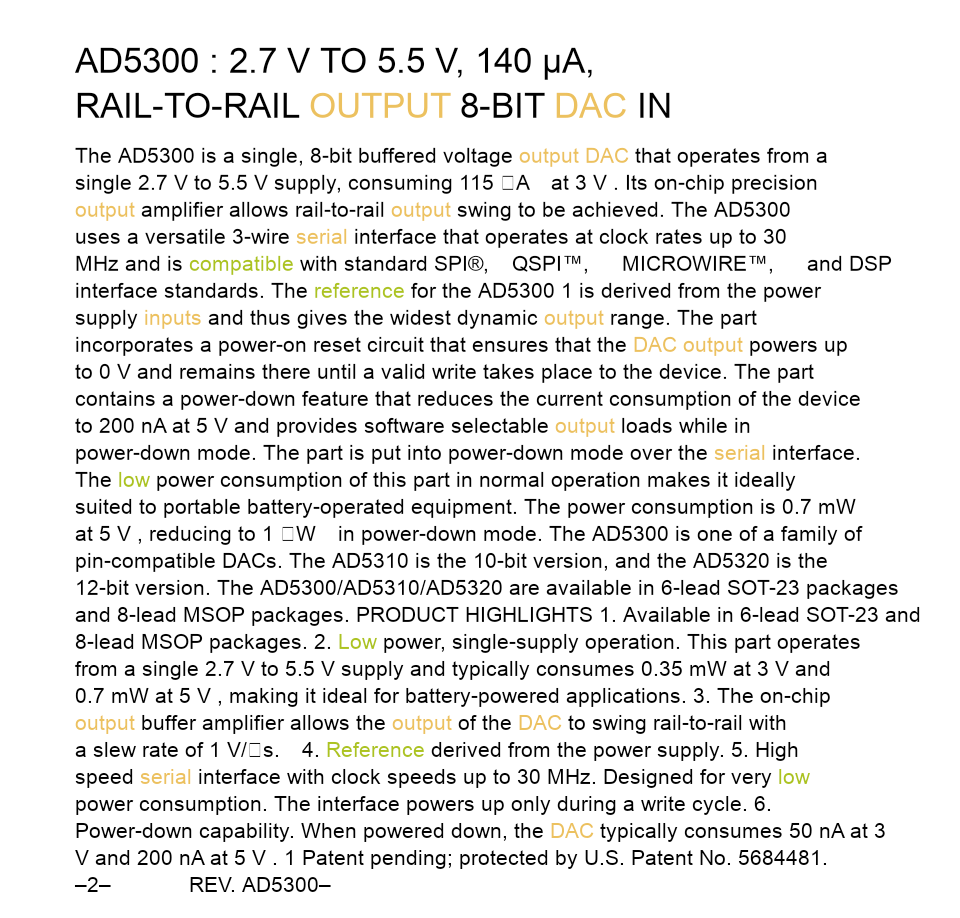 AD5300 : 2.7 V TO 5.5 V, 140 µA,
RAIL-TO-RAIL OUTPUT 8-BIT DAC IN
The AD5300 is a single, 8-bit buffered voltage output DAC that operates from a
single 2.7 V to 5.5 V supply, consuming 115 □A at 3 V . Its on-chip precision
output amplifier allows rail-to-rail output swing to be achieved. The AD5300
uses a versatile 3-wire serial interface that operates at clock rates up to 30
MHz and is compatible with standard SPI®, QSPI™, MICROWIRE™, and DSP
interface standards. The reference for the AD5300 1 is derived from the power
supply inputs and thus gives the widest dynamic output range. The part
incorporates a power-on reset circuit that ensures that the DAC output powers up
to 0 V and remains there until a valid write takes place to the device. The part
contains a power-down feature that reduces the current consumption of the device
to 200 nA at 5 V and provides software selectable output loads while in
power-down mode. The part is put into power-down mode over the serial interface.
The low power consumption of this part in normal operation makes it ideally
suited to portable battery-operated equipment. The power consumption is 0.7 mW
at 5 V , reducing to 1 □W in power-down mode. The AD5300 is one of a family of
pin-compatible DACs. The AD5310 is the 10-bit version, and the AD5320 is the
12-bit version. The AD5300/AD5310/AD5320 are available in 6-lead SOT-23 packages
and 8-lead MSOP packages. PRODUCT HIGHLIGHTS 1. Available in 6-lead SOT-23 and
8-lead MSOP packages. 2. Low power, single-supply operation. This part operates
from a single 2.7 V to 5.5 V supply and typically consumes 0.35 mW at 3 V and
0.7 mW at 5 V , making it ideal for battery-powered applications. 3. The on-chip
output buffer amplifier allows the output of the DAC to swing rail-to-rail with
a slew rate of 1 V/□s. 4. Reference derived from the power supply. 5. High
speed serial interface with clock speeds up to 30 MHz. Designed for very low
power consumption. The interface powers up only during a write cycle. 6.
Power-down capability. When powered down, the DAC typically consumes 50 nA at 3
V and 200 nA at 5 V . 1 Patent pending; protected by U.S. Patent No. 5684481.
–2– REV. AD5300–